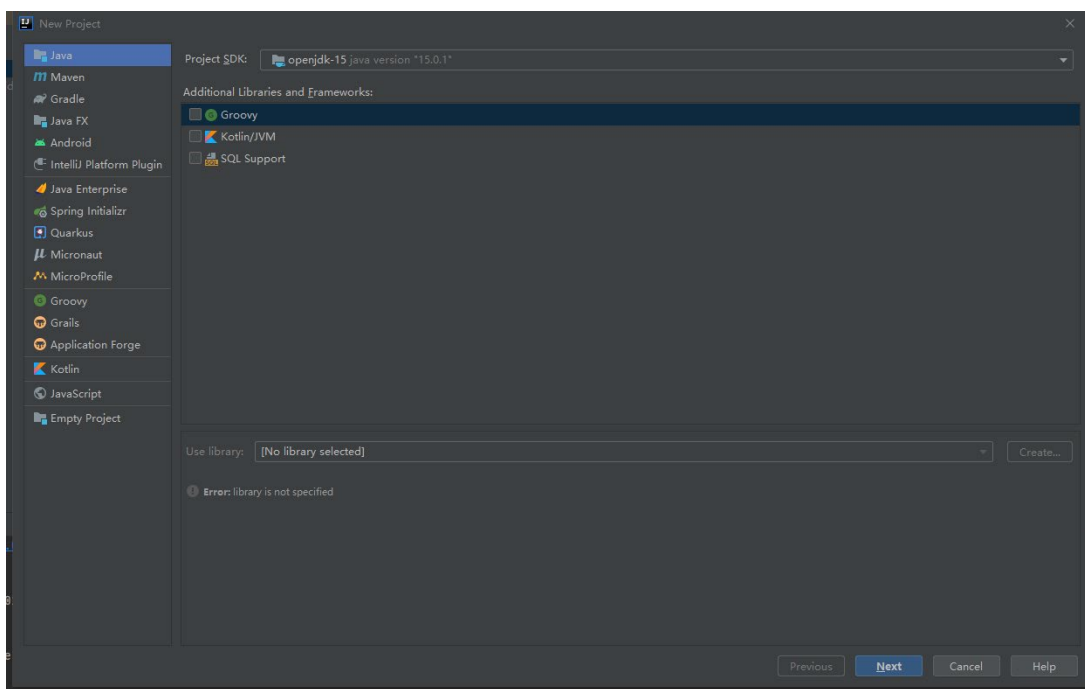 New Project
Java
Maven
Gradle
Java FX
Android
IntelliJ Platform Plugin
Java Enterprise
Spring Initializr
Quarkus
Micronaut
MicroProfile
Groovy
Grails
Application Forge
Kotlin
JavaScript
Empty Project
Project SDK: openjdk-15 java version "15.0.1"
Additional Libraries and Frameworks:
Groovy
Kotlin/JVM
SQL Support
Use library: [No library selected] Create...
Error: library is not specified
Previous Next Cancel Help